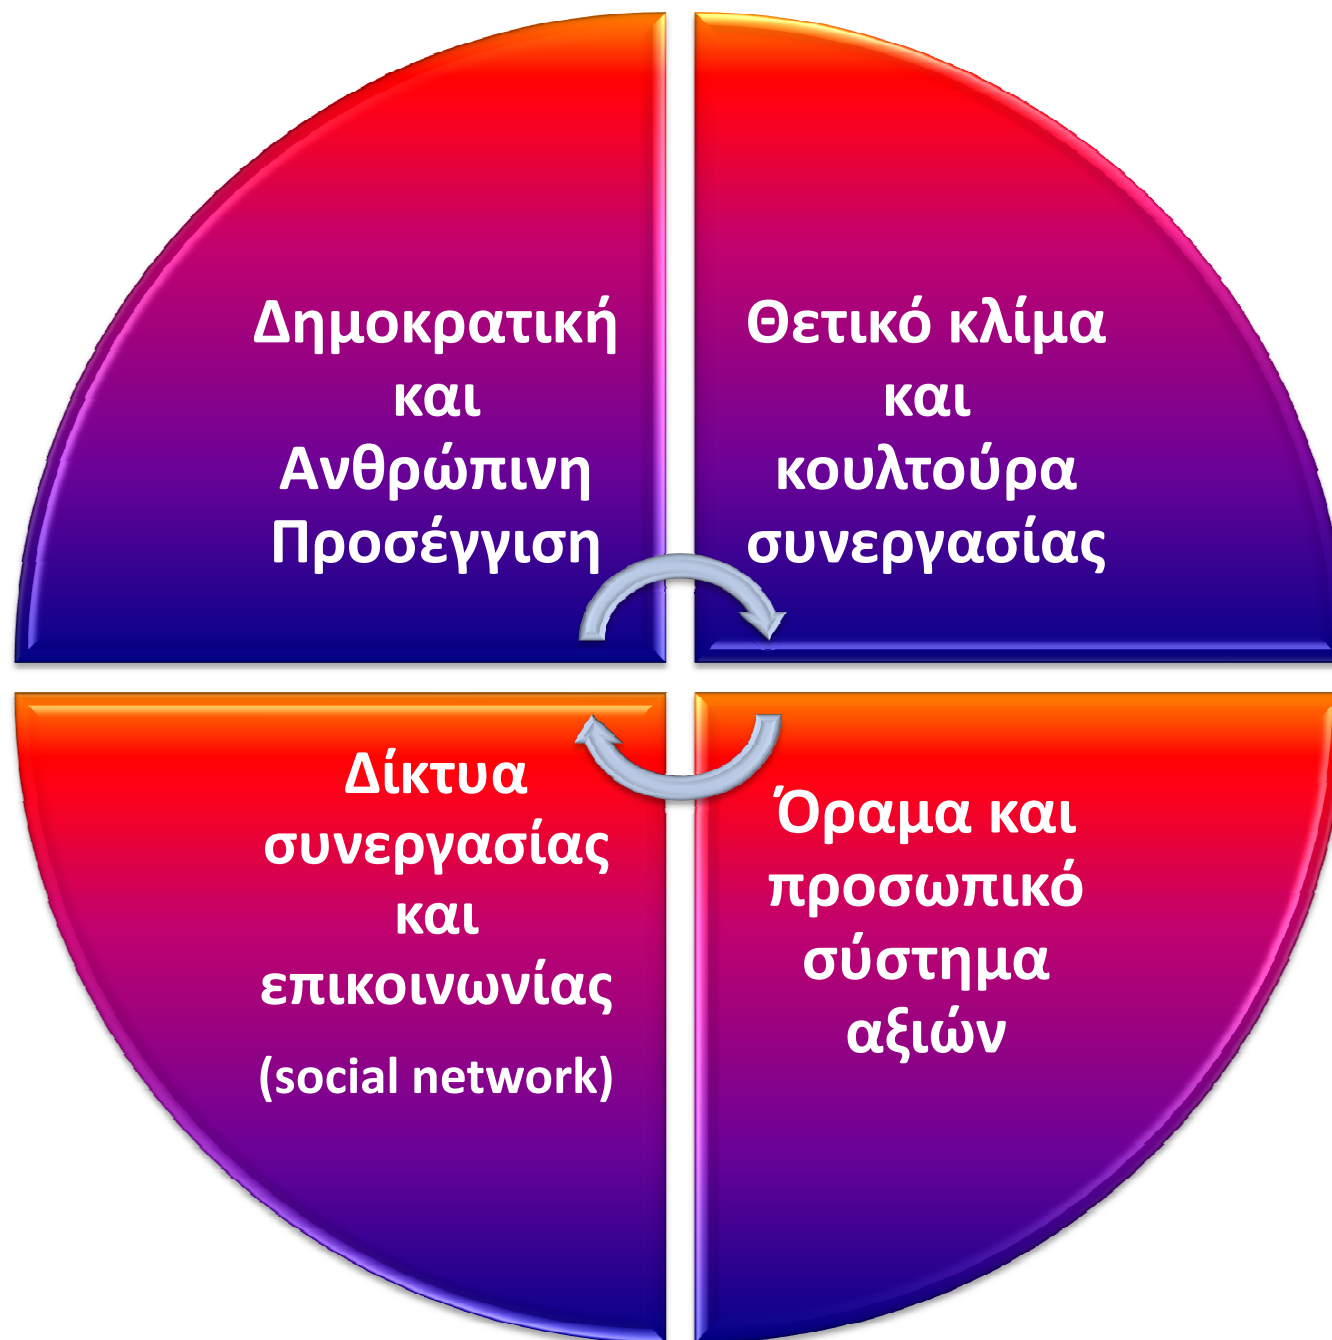 Δημοκρατική
και
Ανθρώπινη
Προσέγγιση
Θετικό κλίμα
και
κουλτούρα
συνεργασίας
Δίκτυα
συνεργασίας
και
επικοινωνίας
(social network)
Όραμα και
προσωπικό
σύστημα
αξιών